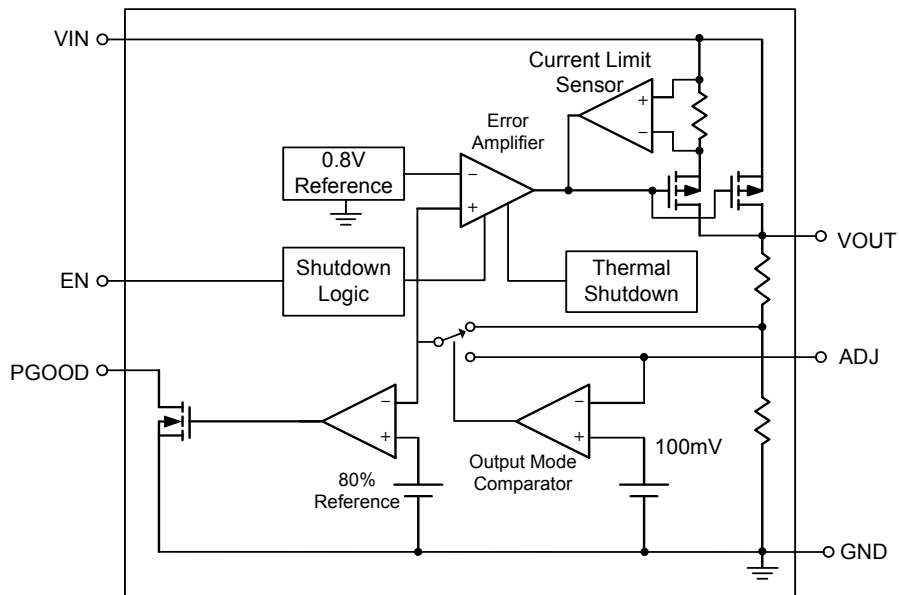 VIN
Current Limit
Sensor
+
−
Error
Amplifier
0.8V
Reference
−
+
VOUT
EN
Shutdown
Logic
Thermal
Shutdown
ADJ
PGOOD
−
+
−
+
100mV
80%
Reference
Output Mode
Comparator
GND